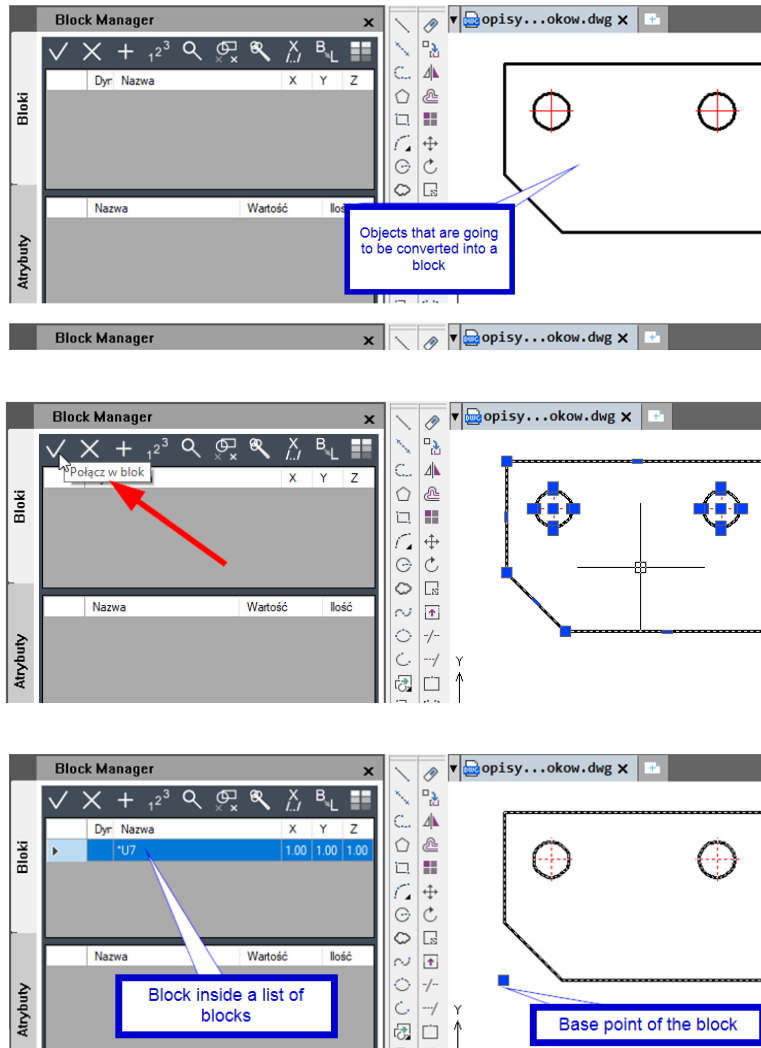 Block Manager x
opisy...okow.dwg x
Bloki
Dyr Nazwa X Y Z
Atrybuty
Nazwa Wartość Iloś
Objects that are going
to be converted into a
block
Block Manager x
opisy...okow.dwg x
Block Manager x
opisy...okow.dwg x
Połącz w blok
Bloki
X Y Z
Atrybuty
Nazwa Wartość Ilość
Y
Block Manager x
opisy...okow.dwg x
Bloki
Dyr Nazwa X Y Z
*U7 1.00 1.00 1.00
Atrybuty
Nazwa Wartość Ilość
Block inside a list of
blocks
Y
Base point of the block